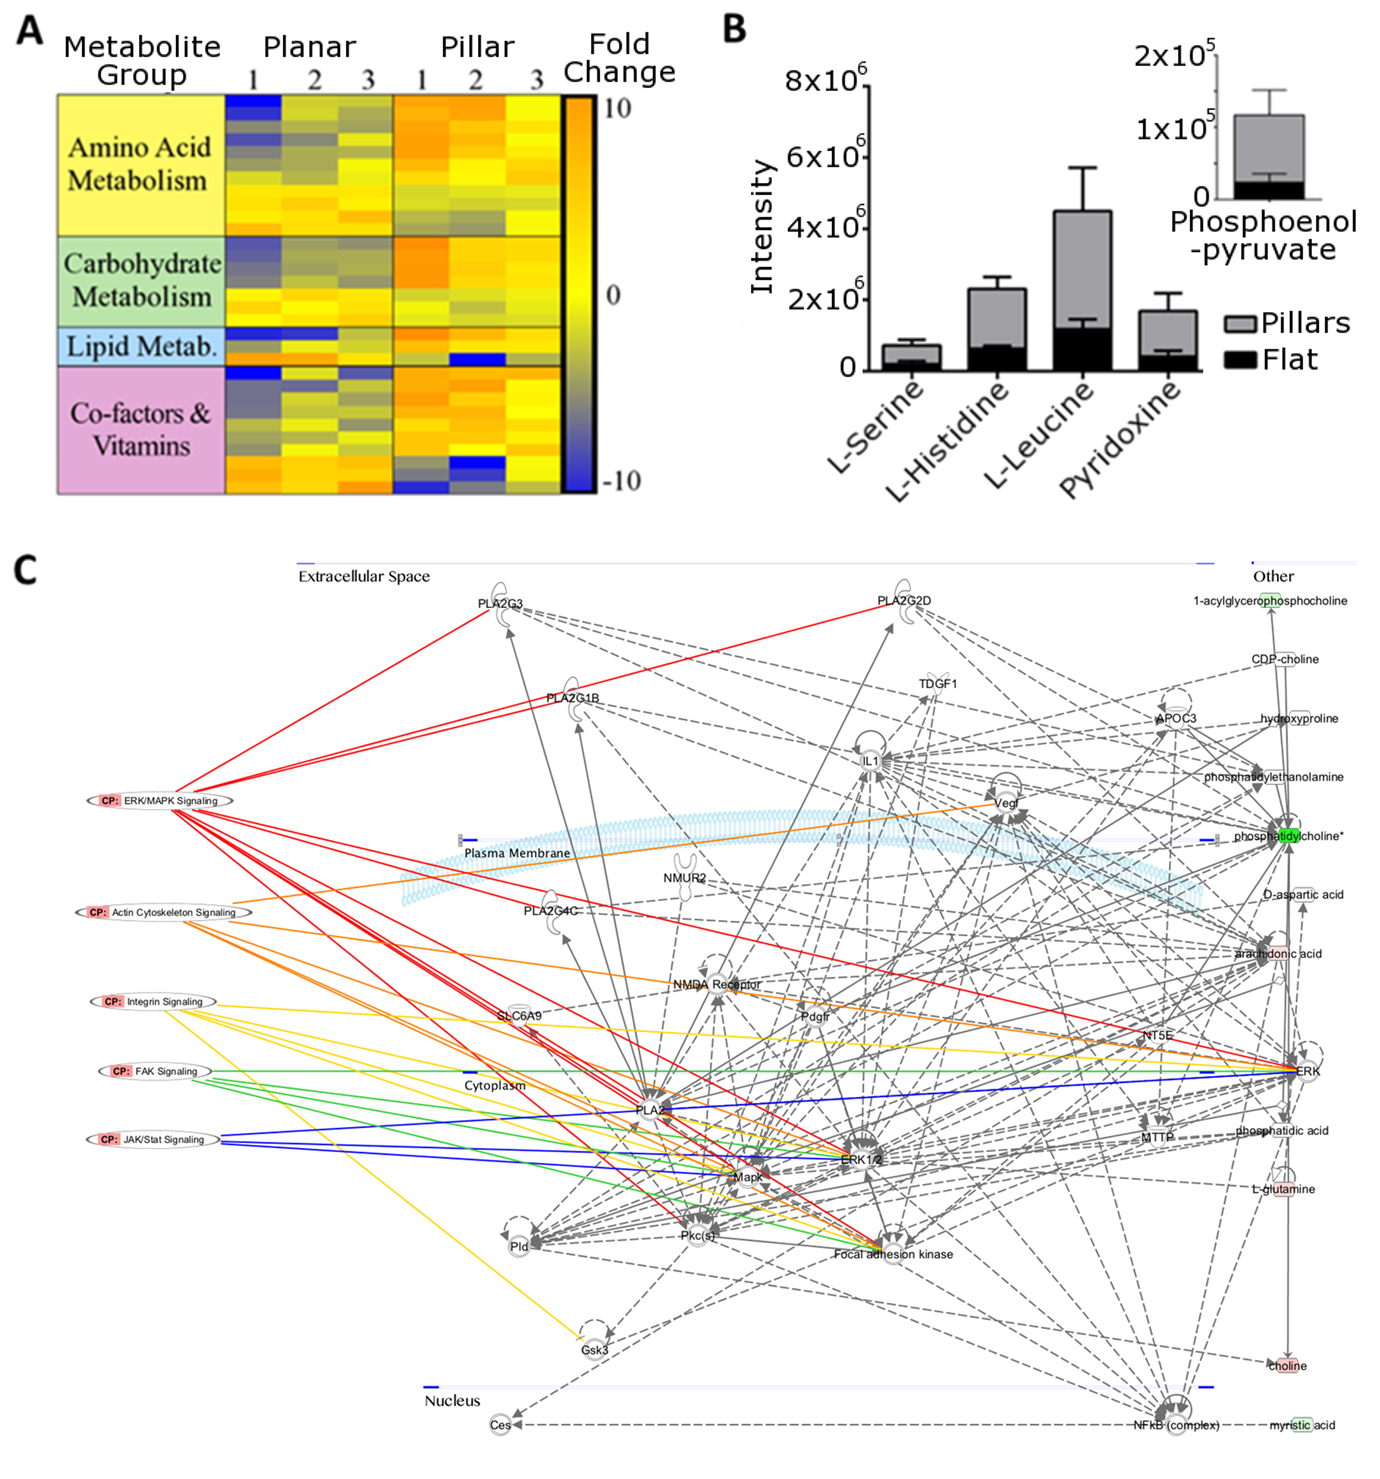 A
Metabolite Group
Planar
Pillar
Fold Change
1 2 3 1 2 3
Amino Acid Metabolism
Carbohydrate Metabolism
Lipid Metab.
Co-factors & Vitamins
10
0
-10
B
Intensity
8x10^6
6x10^6
4x10^6
2x10^6
0
L-Serine
L-Histidine
L-Leucine
Pyridoxine
2x10^5
1x10^5
0
Phosphoenol
-pyruvate
Pillars
Flat
C
Extracellular Space
Other
PLA2G3
PLA2G2D
1-acylglycerophosphocholine
CDP-choline
TDGF1
PLA2G1B
APOC3
hydroxyproline
IL1
phosphatidylethanolamine
CP: ERK/MAPK Signaling
Vegf
phosphatidylcholine*
Plasma Membrane
NMUR2
D-aspartic acid
PLA2G4C
CP: Actin Cytoskeleton Signaling
arachidonic acid
NMDA Receptor
CP: Integrin Signaling
SLC6A9
Pdgfr
NT5E
CP: FAK Signaling
ERK
Cytoplasm
PLA2
CP: JAK/Stat Signaling
MTTP
phosphatidic acid
ERK1/2
Mapk
L-glutamine
Pld
Pkc(s)
Focal adhesion kinase
Gsk3
choline
Nucleus
Ces
NFkB (complex)
myristic acid